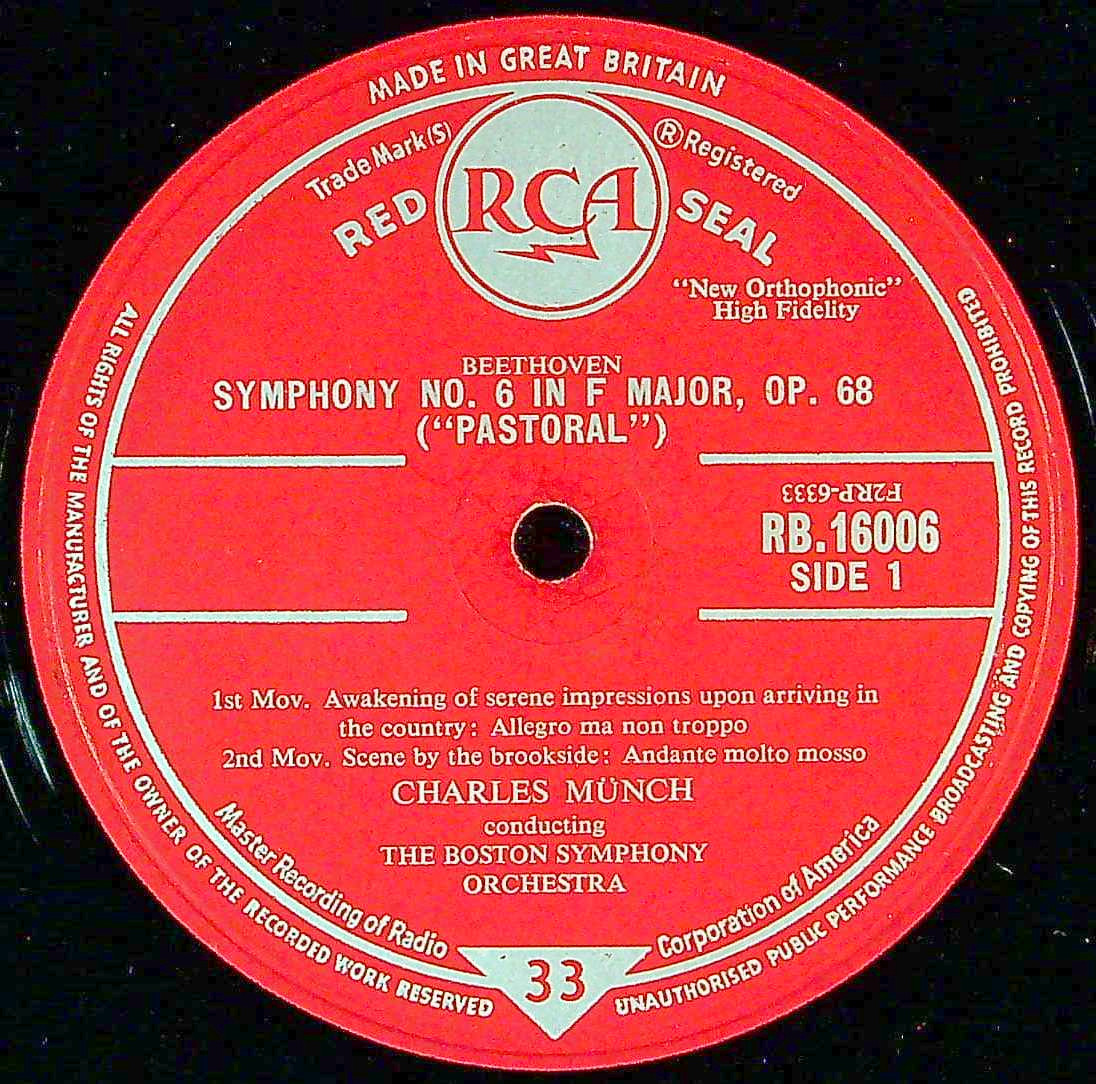 MADE IN GREAT BRITAIN
Trade Mark(S) ® Registered
RED RCA SEAL
"New Orthophonic"
High Fidelity
BEETHOVEN
SYMPHONY NO. 6 IN F MAJOR, OP. 68
("PASTORAL")
F2RP-6333
RB.16006
SIDE 1
1st Mov. Awakening of serene impressions upon arriving in
the country: Allegro ma non troppo
2nd Mov. Scene by the brookside: Andante molto mosso
CHARLES MÜNCH
conducting
THE BOSTON SYMPHONY
ORCHESTRA
Master Recording of Radio Corporation of America
33
ALL RIGHTS OF THE MANUFACTURER AND OF THE OWNER OF THE RECORDED WORK RESERVED
UNAUTHORISED PUBLIC PERFORMANCE BROADCASTING AND COPYING OF THIS RECORD PROHIBITED